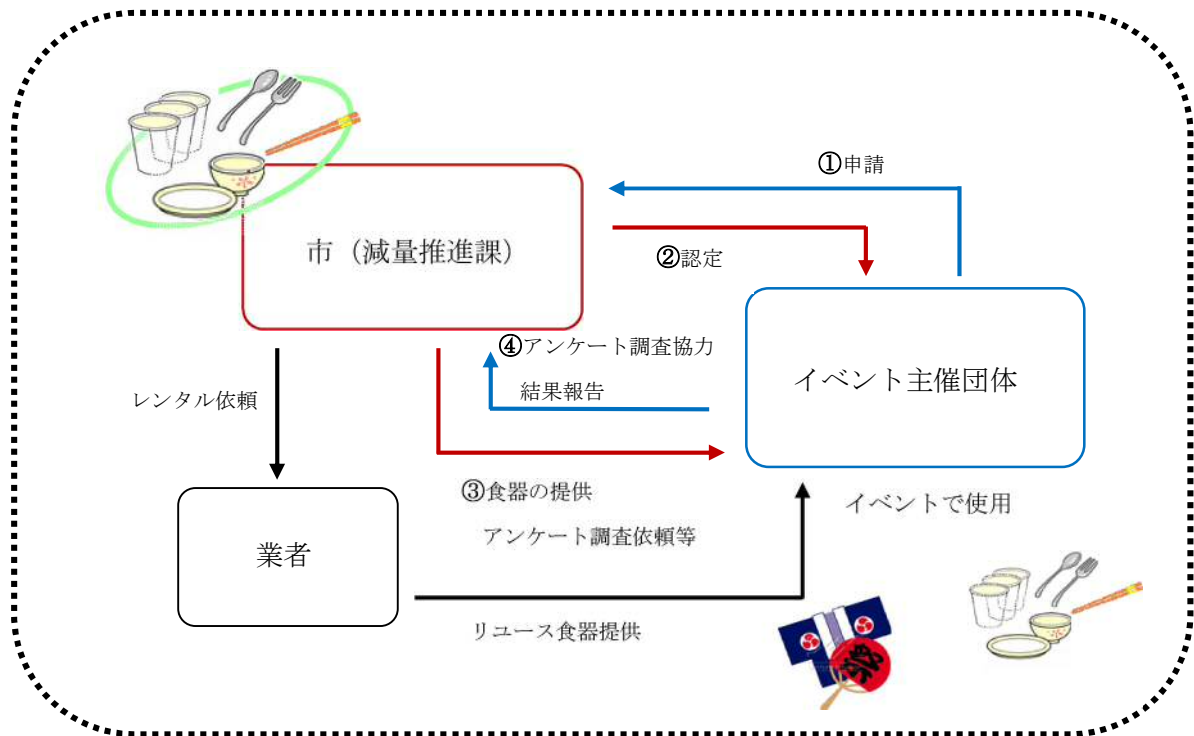 ①申請
②認定
市（減量推進課）
④アンケート調査協力
結果報告
イベント主催団体
レンタル依頼
③食器の提供
アンケート調査依頼等
イベントで使用
業者
リユース食器提供